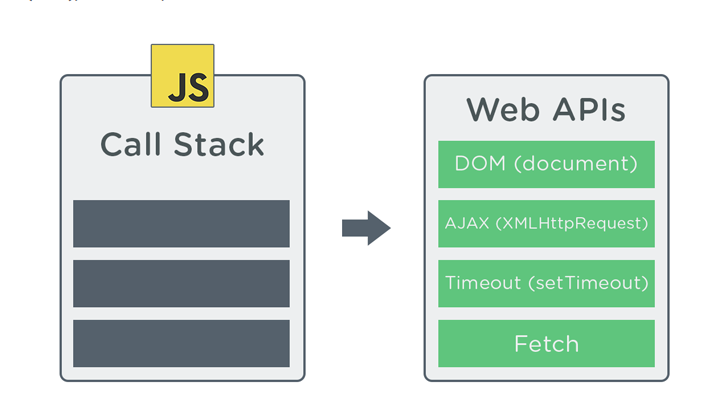 JS
Call Stack
Web APIs
DOM (document)
AJAX (XMLHttpRequest)
Timeout (setTimeout)
Fetch